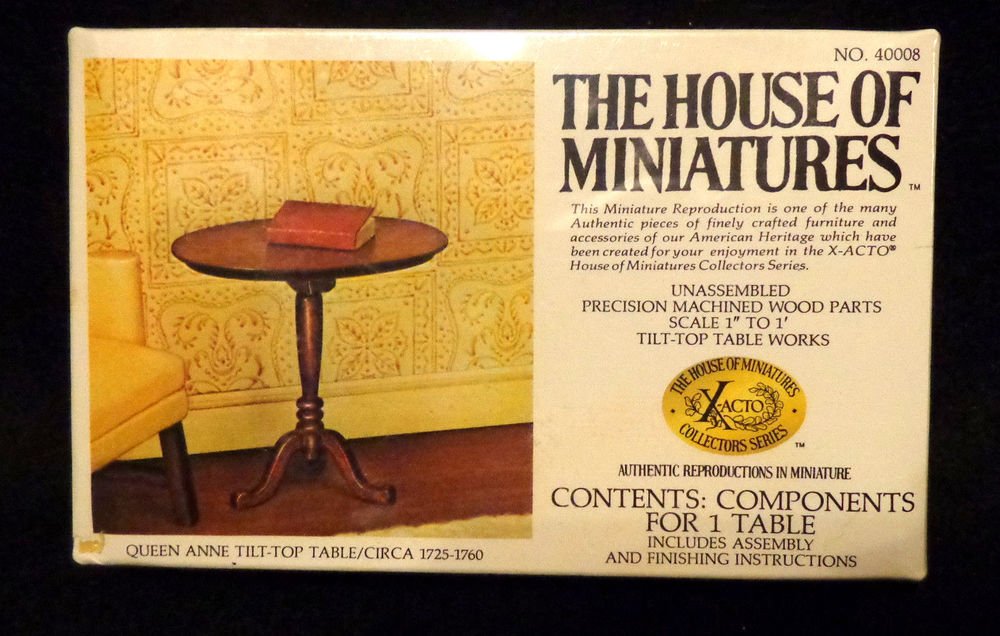 NO. 40008
THE HOUSE OF
MINIATURES™
This Miniature Reproduction is one of the many
Authentic pieces of finely crafted furniture and
accessories of our American Heritage which have
been created for your enjoyment in the X-ACTO®
House of Miniatures Collectors Series.
UNASSEMBLED
PRECISION MACHINED WOOD PARTS
SCALE 1" TO 1'
TILT-TOP TABLE WORKS
THE HOUSE OF MINIATURES
X-ACTO
COLLECTORS SERIES™
AUTHENTIC REPRODUCTIONS IN MINIATURE
CONTENTS: COMPONENTS
FOR 1 TABLE
INCLUDES ASSEMBLY
AND FINISHING INSTRUCTIONS
QUEEN ANNE TILT-TOP TABLE/CIRCA 1725-1760